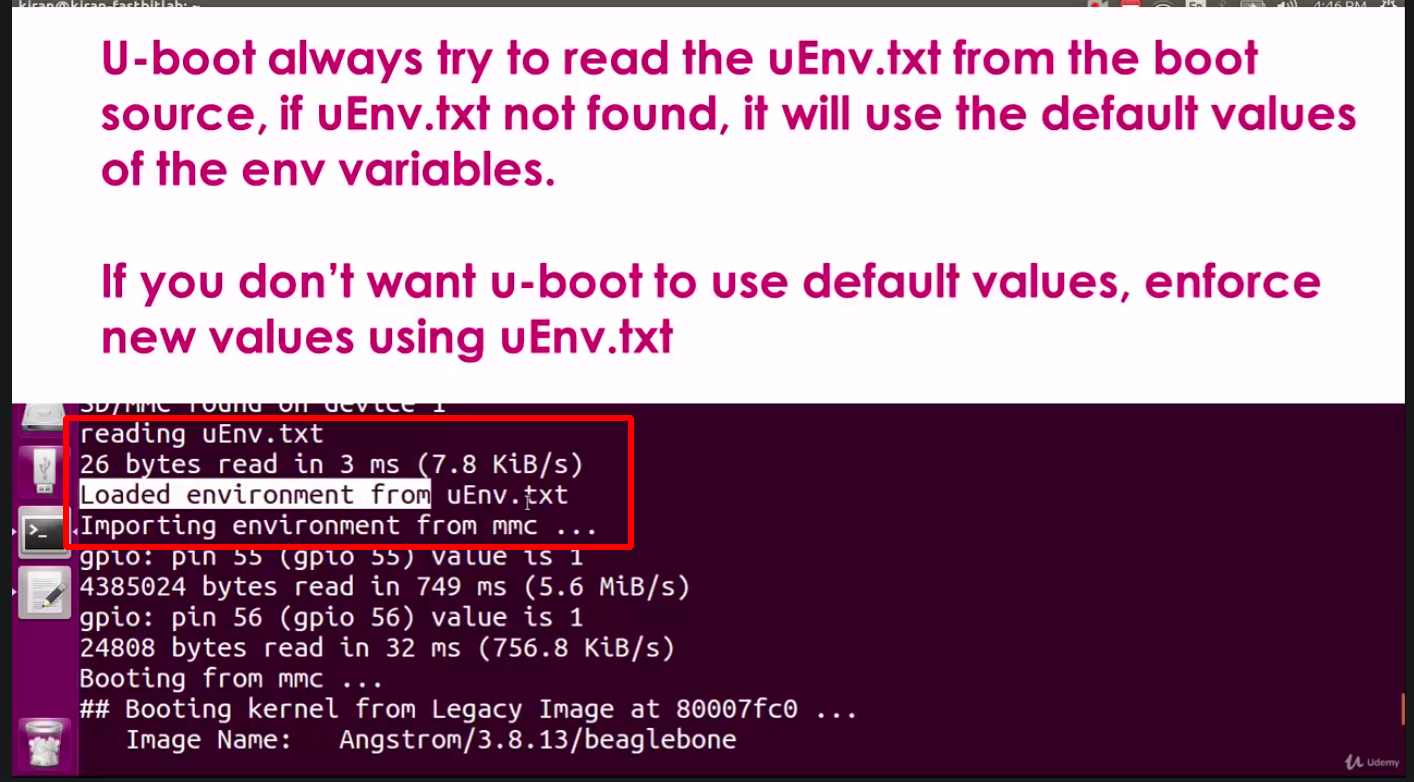 kiran@kiran-fastbitlab: ~
En
4:46 PM
U-boot always try to read the uEnv.txt from the boot
source, if uEnv.txt not found, it will use the default values
of the env variables.
If you don’t want u-boot to use default values, enforce
new values using uEnv.txt
SD/MMC found on device 1
reading uEnv.txt
26 bytes read in 3 ms (7.8 KiB/s)
Loaded environment from uEnv.txt
Importing environment from mmc ...
gpio: pin 55 (gpio 55) value is 1
4385024 bytes read in 749 ms (5.6 MiB/s)
gpio: pin 56 (gpio 56) value is 1
24808 bytes read in 32 ms (756.8 KiB/s)
Booting from mmc ...
## Booting kernel from Legacy Image at 80007fc0 ...
Image Name: Angstrom/3.8.13/beaglebone
Udemy